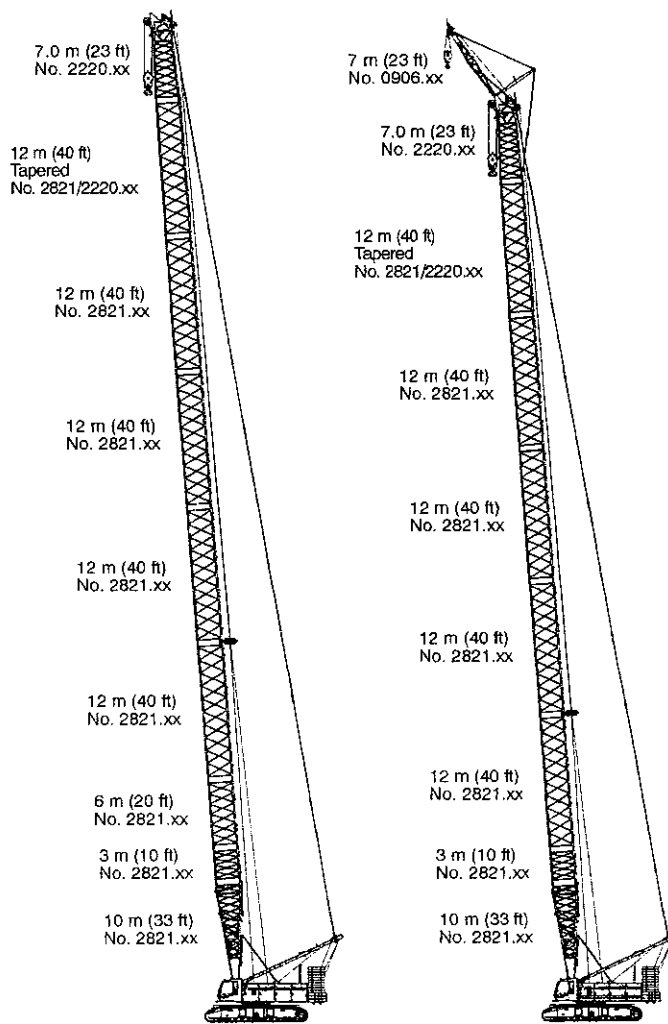 7.0 m (23 ft)
No. 2220.xx
12 m (40 ft)
Tapered
No. 2821/2220.xx
12 m (40 ft)
No. 2821.xx
12 m (40 ft)
No. 2821.xx
12 m (40 ft)
No. 2821.xx
12 m (40 ft)
No. 2821.xx
6 m (20 ft)
No. 2821.xx
3 m (10 ft)
No. 2821.xx
10 m (33 ft)
No. 2821.xx
7 m (23 ft)
No. 0906.xx
7.0 m (23 ft)
No. 2220.xx
12 m (40 ft)
Tapered
No. 2821/2220.xx
12 m (40 ft)
No. 2821.xx
12 m (40 ft)
No. 2821.xx
12 m (40 ft)
No. 2821.xx
12 m (40 ft)
No. 2821.xx
3 m (10 ft)
No. 2821.xx
10 m (33 ft)
No. 2821.xx